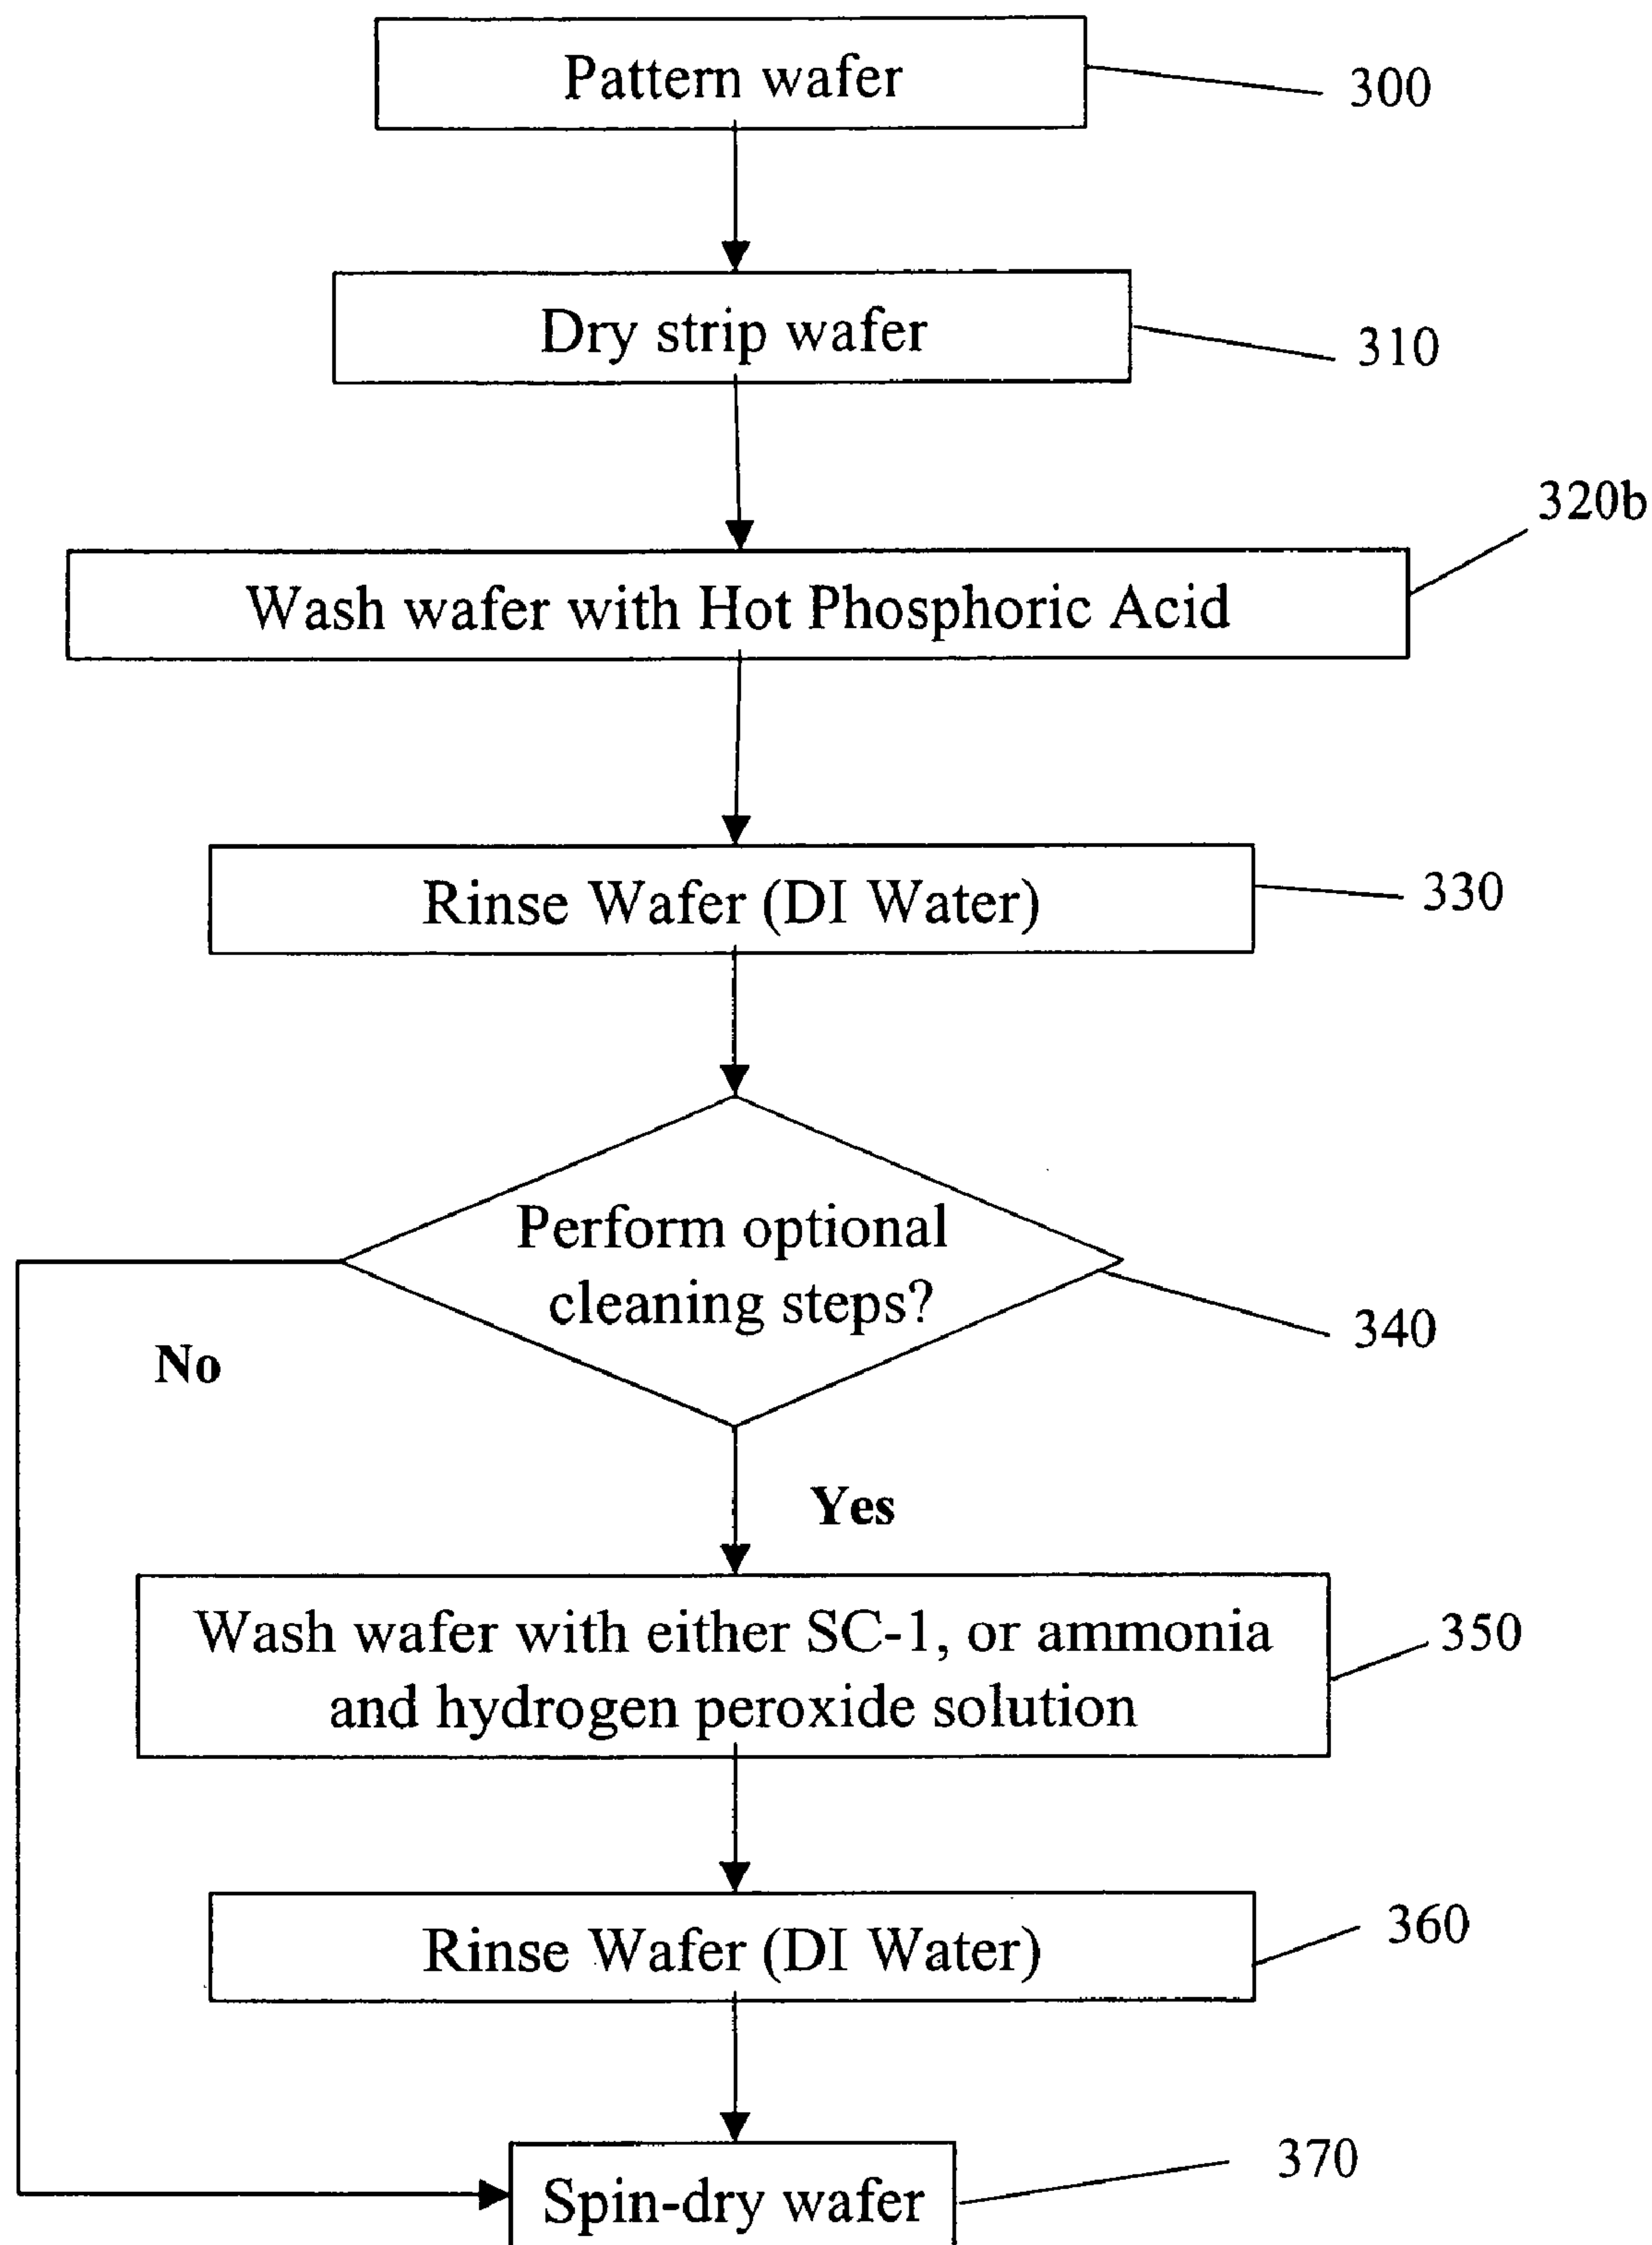 Pattern wafer
300
Dry strip wafer
310
320b
Wash wafer with Hot Phosphoric Acid
Rinse Wafer (DI Water)
330
Perform optional
cleaning steps?
340
No
Yes
Wash wafer with either SC-1, or ammonia
and hydrogen peroxide solution
350
Rinse Wafer (DI Water)
360
Spin-dry wafer
370